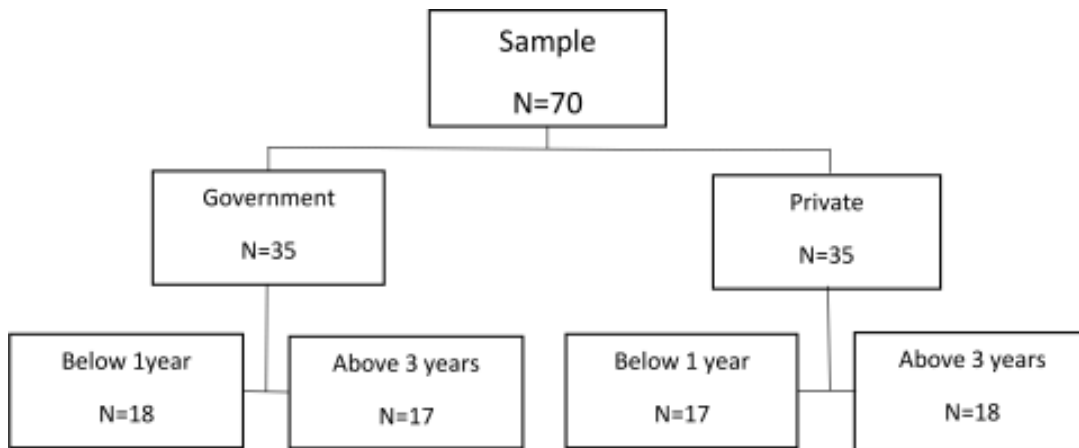 Sample
N=70
Government
N=35
Private
N=35
Below 1year
N=18
Above 3 years
N=17
Below 1 year
N=17
Above 3 years
N=18